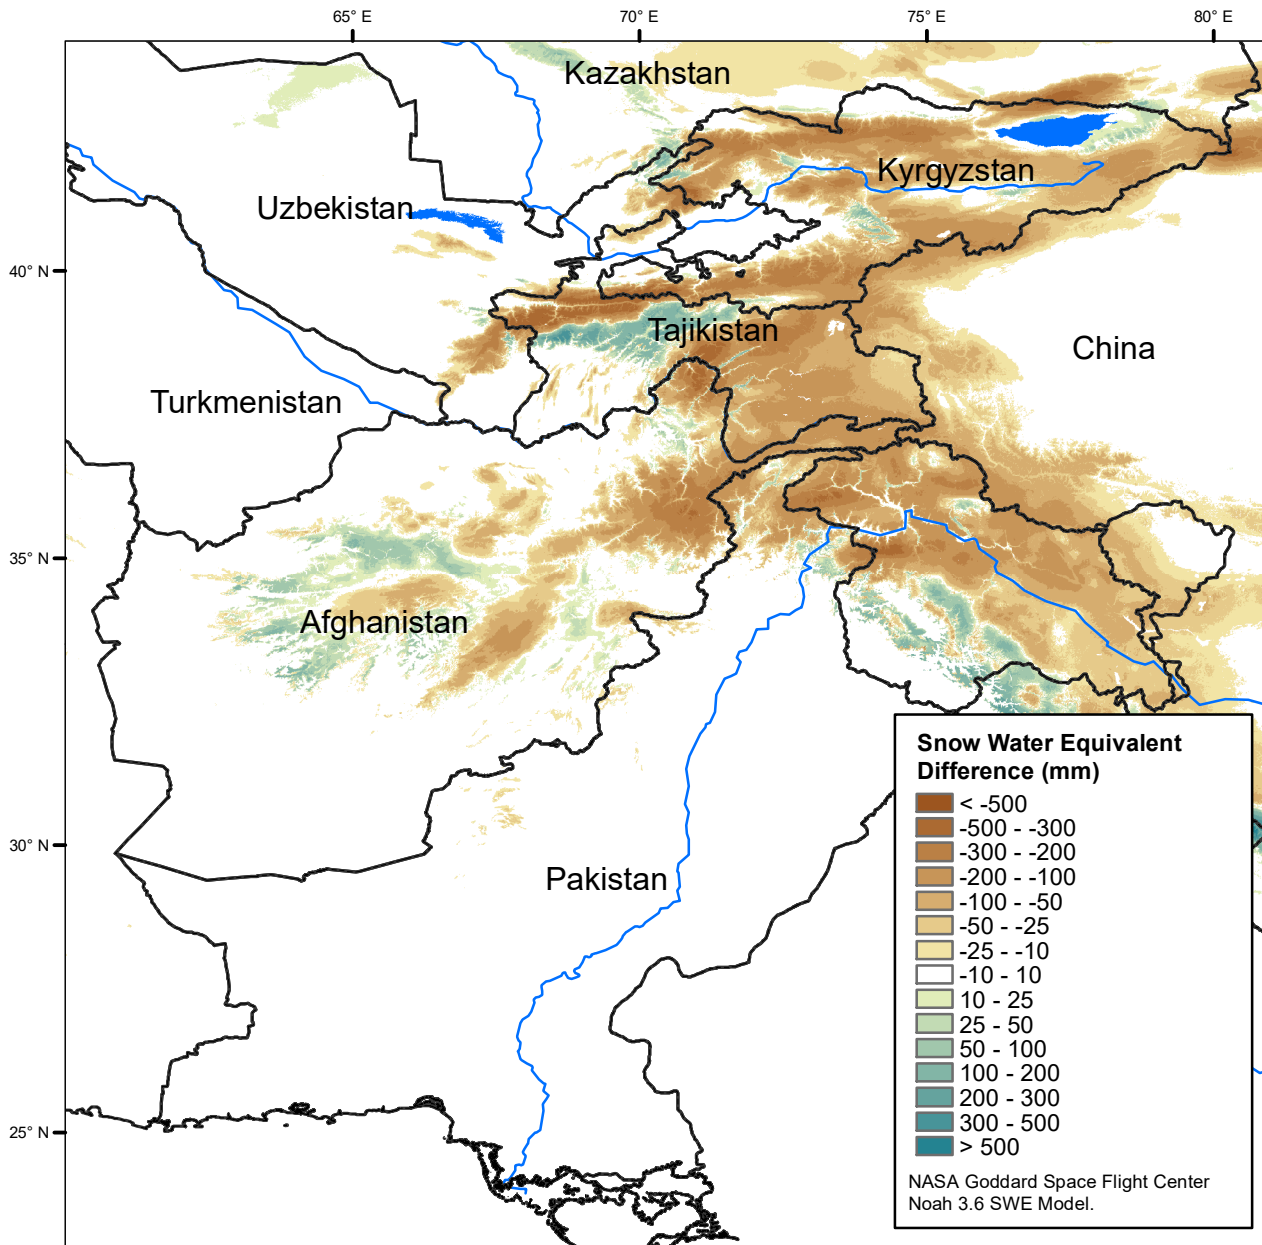 65° E
70° E
75° E
80° E
Kazakhstan
Kyrgyzstan
Uzbekistan
40° N
Tajikistan
China
Turkmenistan
35° N
Afghanistan
Snow Water Equivalent
Difference (mm)
< -500
-500 - -300
-300 - -200
-200 - -100
-100 - -50
-50 - -25
-25 - -10
-10 - 10
10 - 25
25 - 50
50 - 100
100 - 200
200 - 300
300 - 500
> 500
30° N
Pakistan
25° N
NASA Goddard Space Flight Center
Noah 3.6 SWE Model.